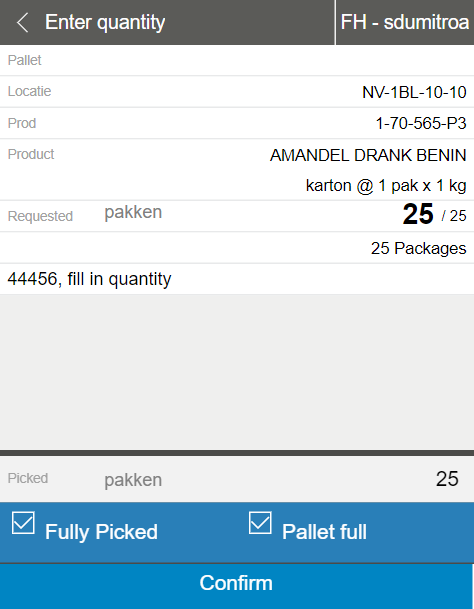 Enter quantity FH - sdumitroa
Pallet
Locatie NV-1BL-10-10
Prod 1-70-565-P3
Product AMANDEL DRANK BENIN
karton @ 1 pak x 1 kg
Requested pakken 25 / 25
25 Packages
44456, fill in quantity
Picked pakken 25
Fully Picked Pallet full
Confirm